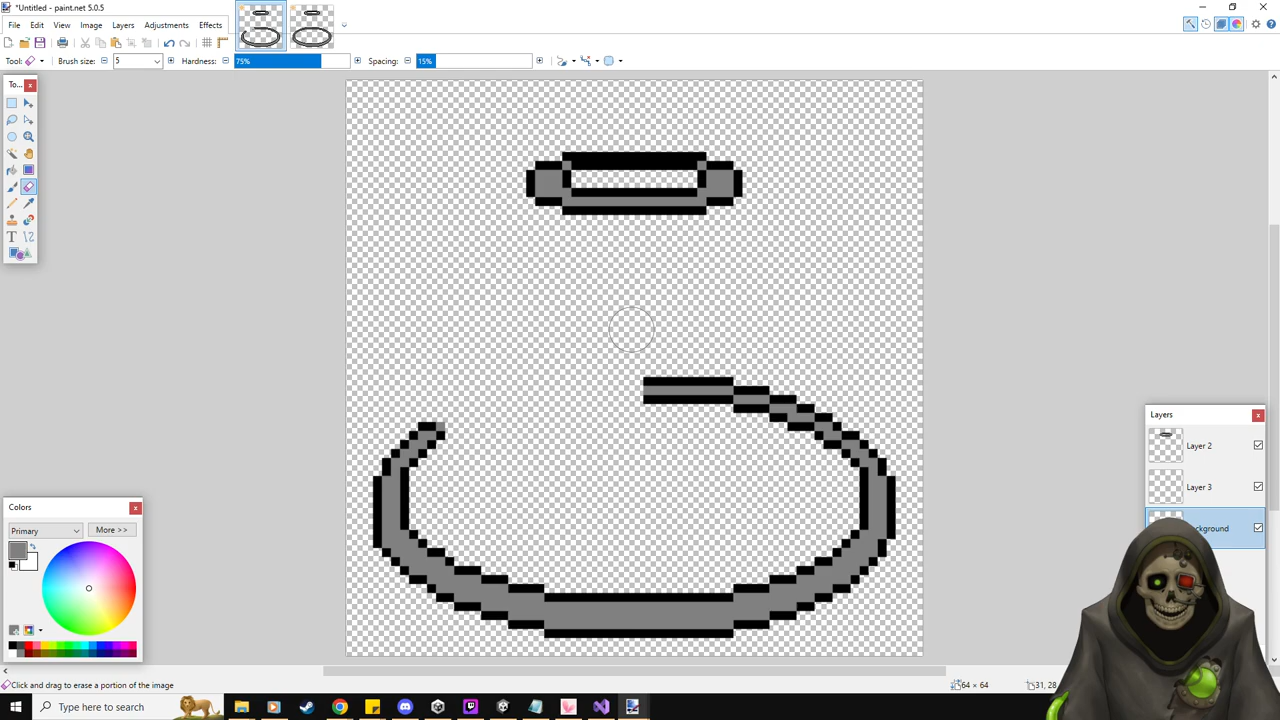 *Untitled - paint.net 5.0.5
File Edit View Image Layers Adjustments Effects
Tool: Brush size: 5 Hardness: 75% Spacing: 15%
To...
Layers
Layer 2
Layer 3
Colors
Primary More >>
Click and drag to erase a portion of the image
64 × 64
31, 28
Type here to search